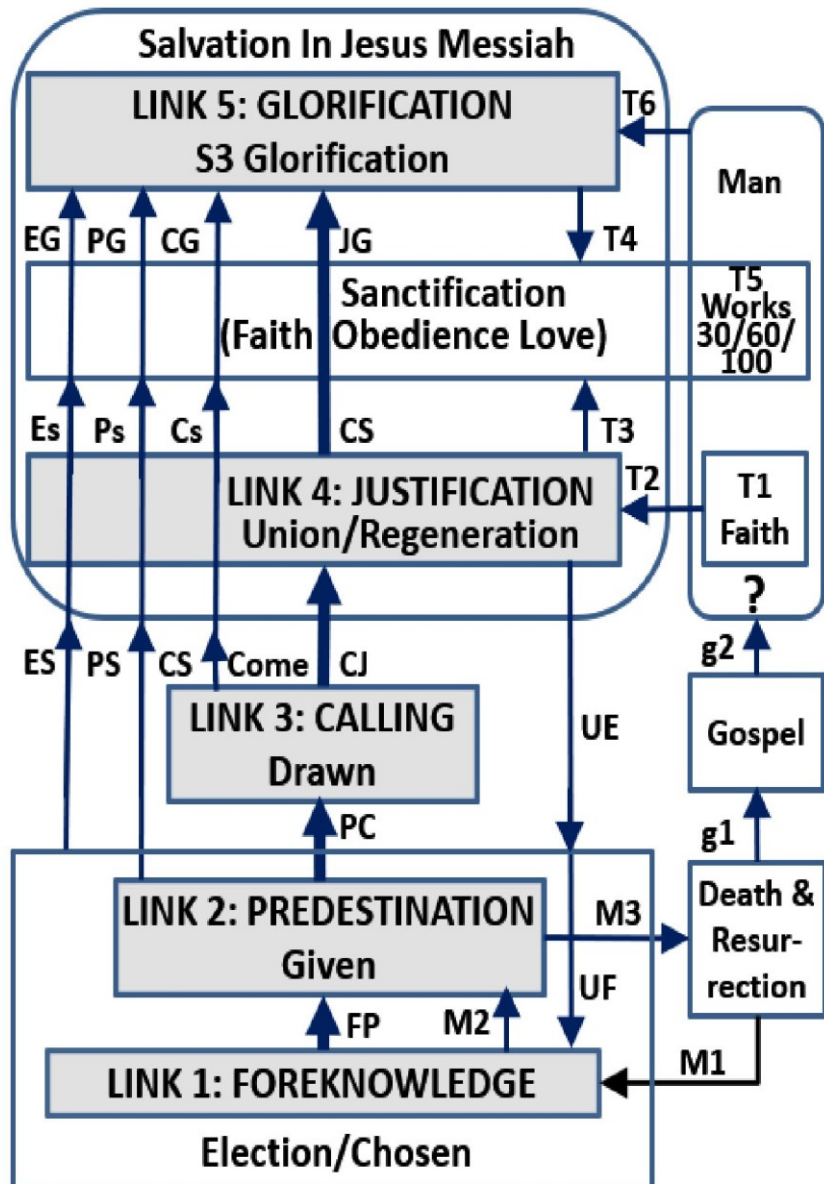 Salvation In Jesus Messiah
LINK 5: GLORIFICATION
S3 Glorification
T6
Man
EG
PG
CG
JG
T4
Sanctification
(Faith Obedience Love)
T5
Works
30/60/
100
Es
Ps
Cs
CS
T3
LINK 4: JUSTIFICATION
Union/Regeneration
T2
T1
Faith
?
ES
PS
CS
Come
CJ
g2
LINK 3: CALLING
Drawn
UE
Gospel
PC
g1
LINK 2: PREDESTINATION
Given
M3
Death &
Resur-
rection
FP
M2
UF
M1
LINK 1: FOREKNOWLEDGE
Election/Chosen